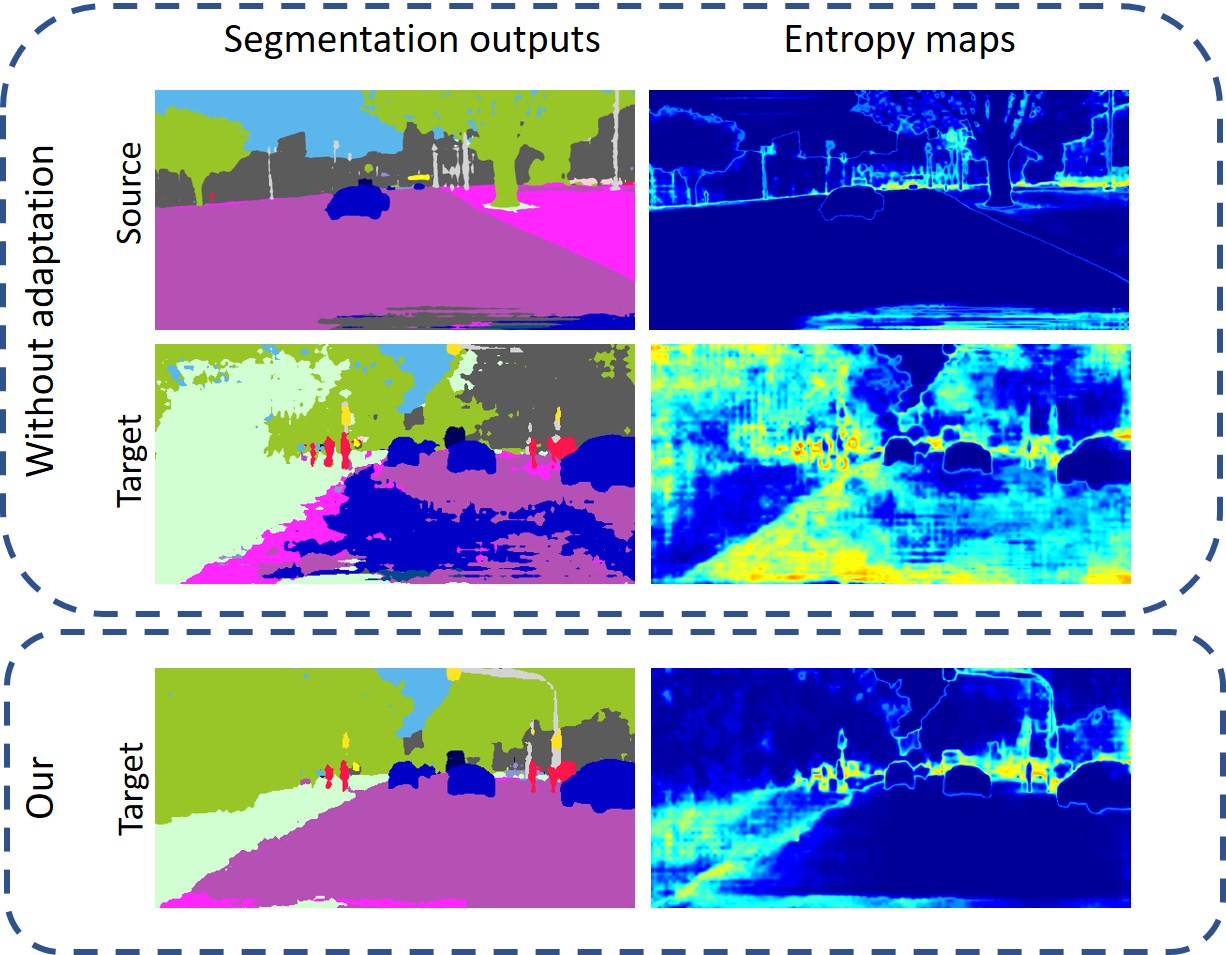 Segmentation outputs
Entropy maps
Without adaptation
Source
Target
Our
Target